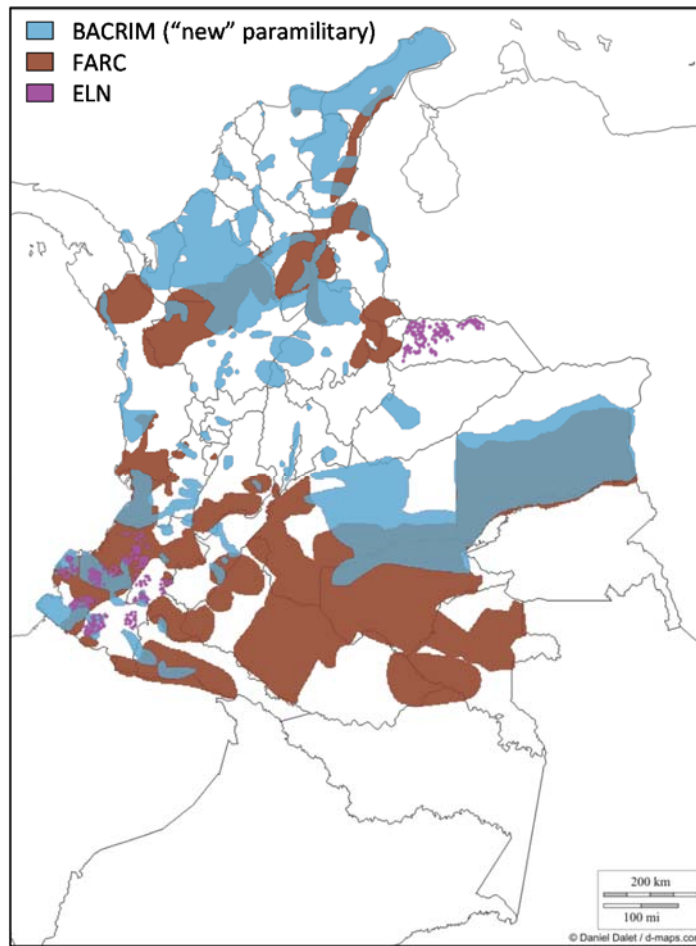 BACRIM (“new” paramilitary)
FARC
ELN
200 km
100 mi
© Daniel Dalet / d-maps.com